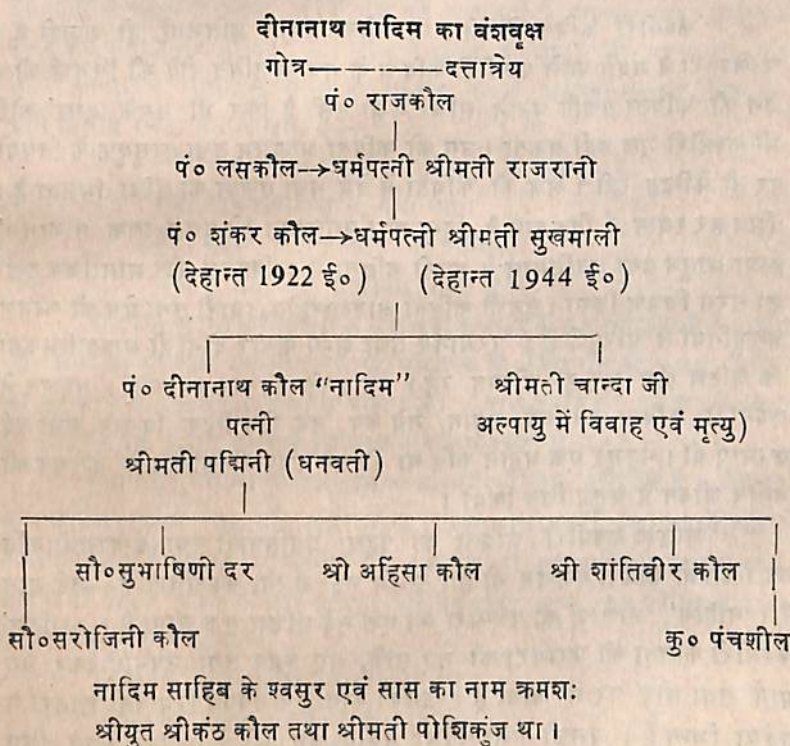 दीनानाथ नादिम का वंशवृक्ष
गोत्र—————दत्तात्रेय
पं० राजकौल
पं० लसकौल→धर्मपत्नी श्रीमती राजरानी
पं० शंकर कौल→धर्मपत्नी श्रीमती सुखमाली
(देहान्त 1922 ई०) (देहान्त 1944 ई०)
पं० दीनानाथ कौल “नादिम” श्रीमती चान्दा जी
पत्नी अल्पायु में विवाह एवं मृत्यु)
श्रीमती पद्मिनी (धनवती)
सौ०सुभाषिणी दर श्री अहिंसा कौल श्री शांतिवीर कौल
सौ०सरोजिनी कौल कु० पंचशील
नादिम साहिब के श्वसुर एवं सास का नाम क्रमश:
श्रीयुत श्रीकंठ कौल तथा श्रीमती पोशिकुंज था।